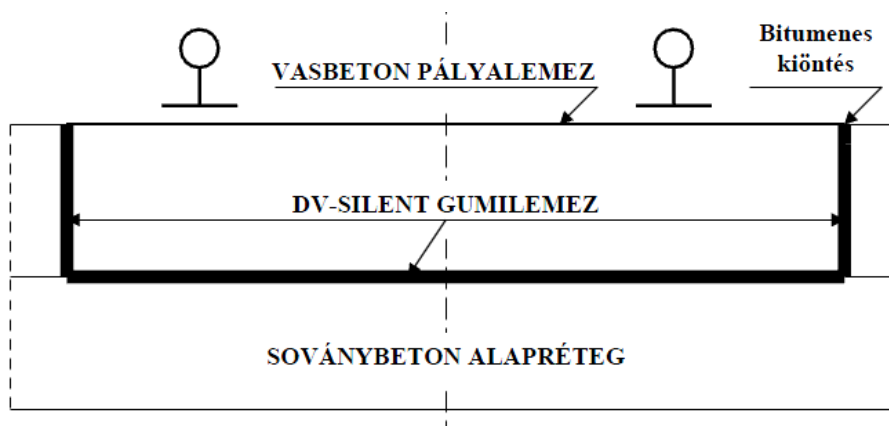 Bitumenes
kiöntés
VASBETON PÁLYALEMEZ
DV-SILENT GUMILEMEZ
SOVÁNYBETON ALAPRÉTEG